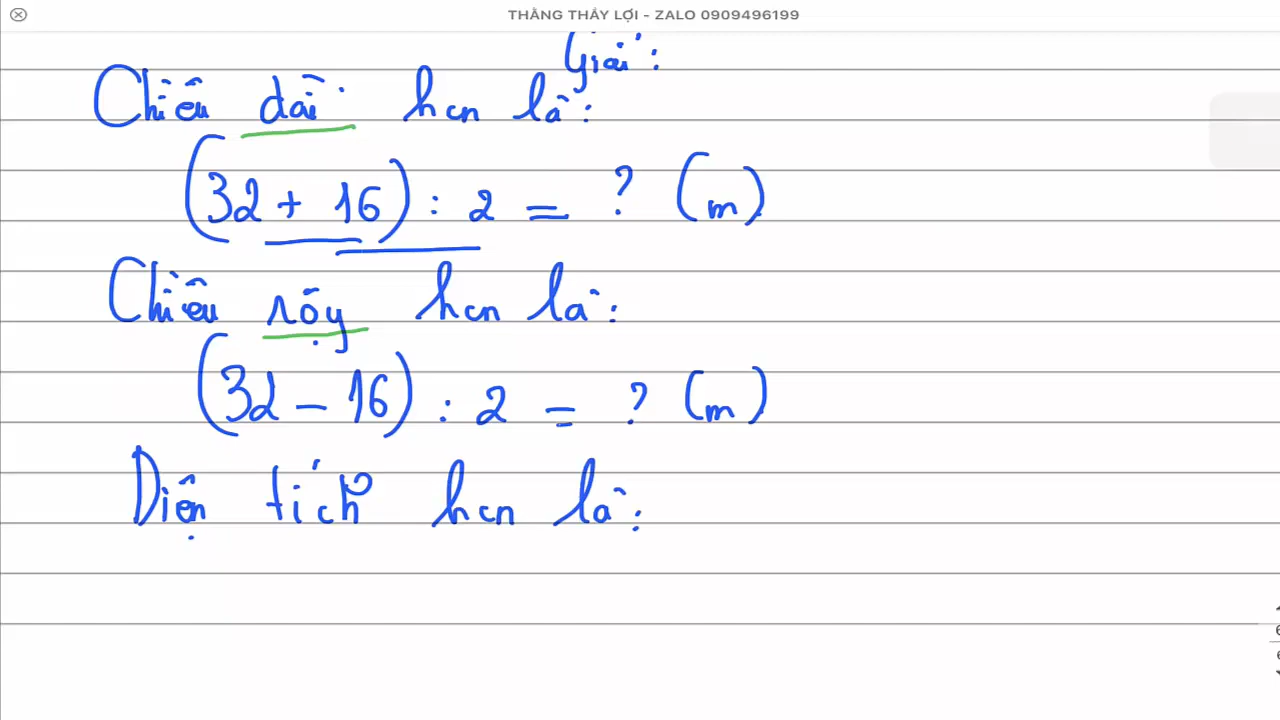 THẲNG THẦY LỢI - ZALO 0909496199
Giải:
Chiều dài hcn là:
(32 + 16) : 2 = ? (m)
Chiều rộng hcn là:
(32 - 16) : 2 = ? (m)
Diện tích hcn là: